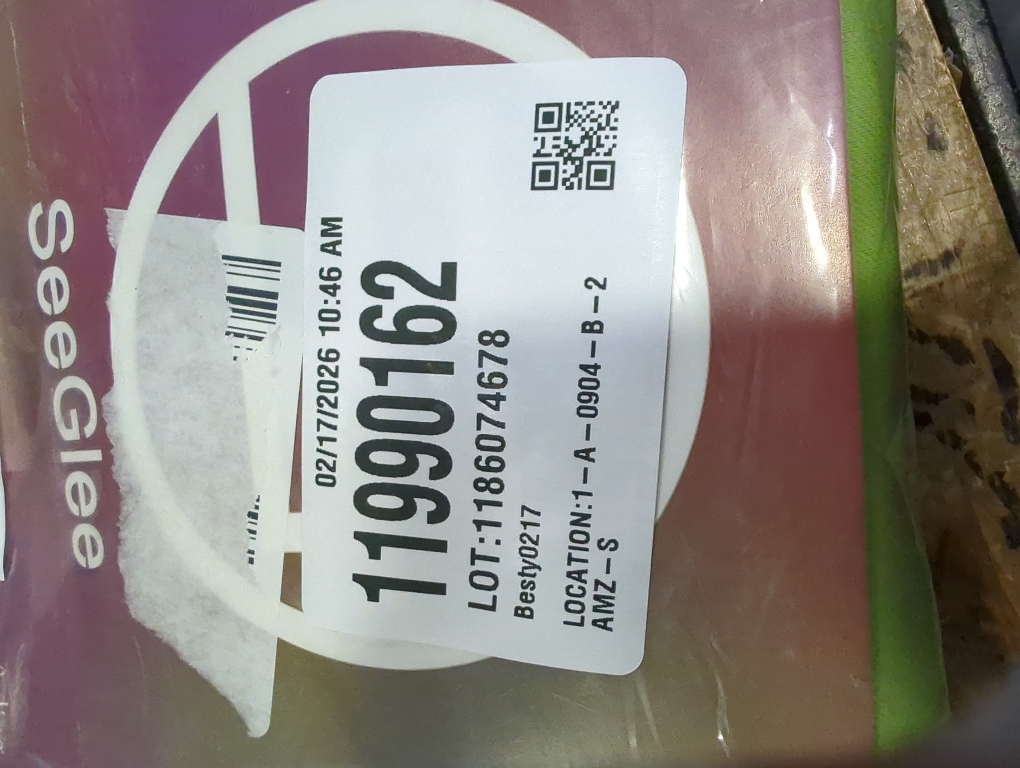 SeeGlee
02/17/2026 10:46 AM
11990162
LOT:1186074678
Besty0217
LOCATION:1-A-0904-B-2
AMZ-S